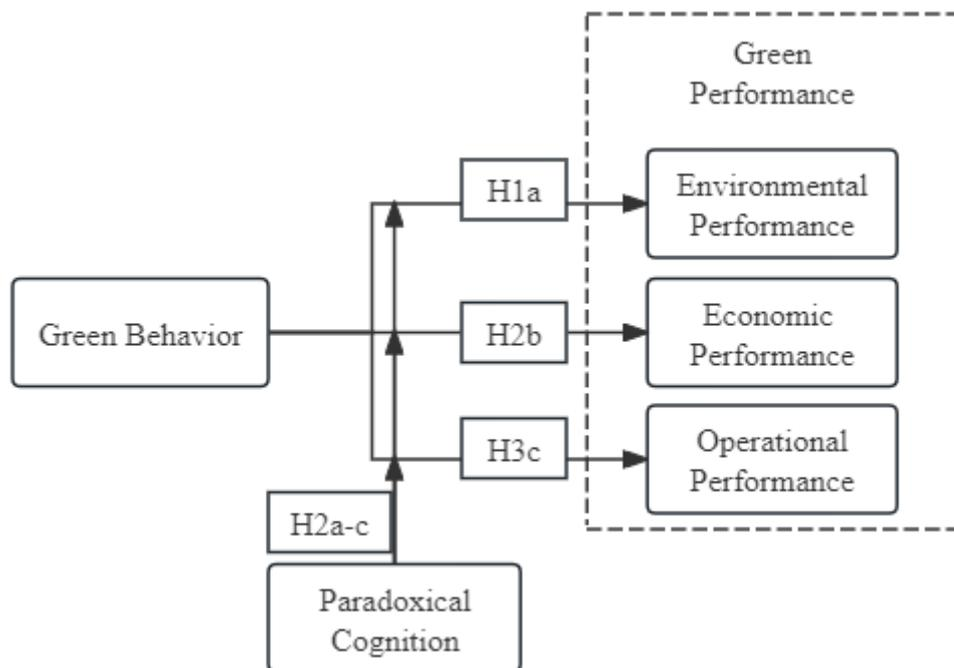 Green
Performance
H1a
Environmental
Performance
Green Behavior
H2b
Economic
Performance
H3c
Operational
Performance
H2a-c
Paradoxical
Cognition